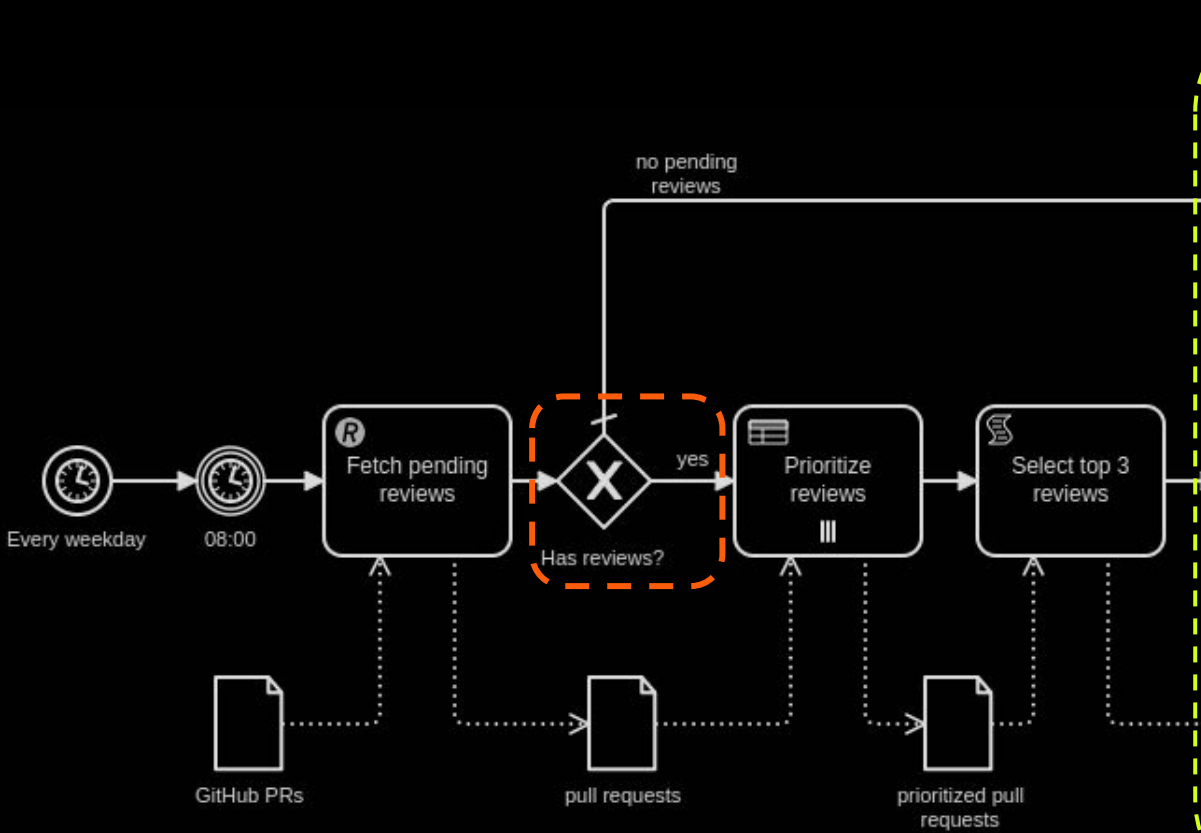 no pending
reviews
R
Fetch pending
reviews
X
yes
Prioritize
reviews
Select top 3
reviews
Every weekday
08:00
Has reviews?
GitHub PRs
pull requests
prioritized pull
requests